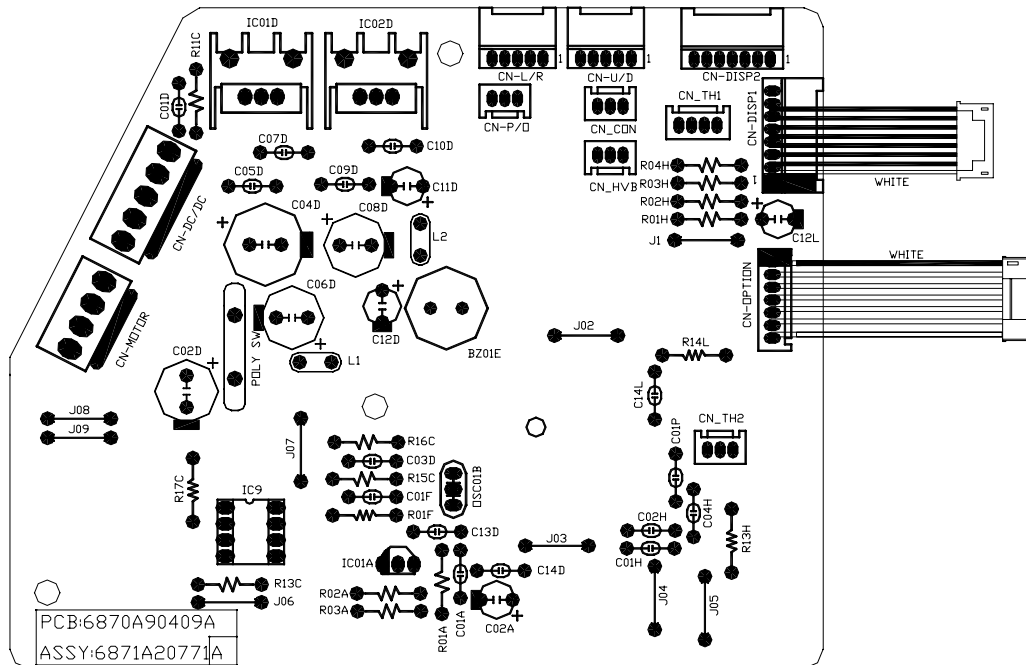 IC01D
IC02D
R11C
C01D
CN-L/R
1
CN-U/D
1
CN-DISP2
1
CN-P/O
CN_CON
CN_TH1
CN-DISP1
1
WHITE
C07D
C10D
CN_HVB
R04H
R03H
R02H
R01H
J1
C12L
C05D
C09D
C11D
C04D
C08D
L2
CN-DC/DC
WHITE
CN-OPTION
CN-MOTOR
C06D
C12D
BZ01E
J02
POLY SW
L1
C02D
R14L
C14L
J08
J09
J07
CN_TH2
C01P
R16C
C03D
R15C
C01F
R01F
OSC01B
R17C
IC9
C04H
C02H
C01H
R13H
C13D
J03
IC01A
C14D
R13C
J06
R02A
R03A
R01A
C01A
C02A
J04
J05
PCB:6870A90409A
ASSY:6871A20771A